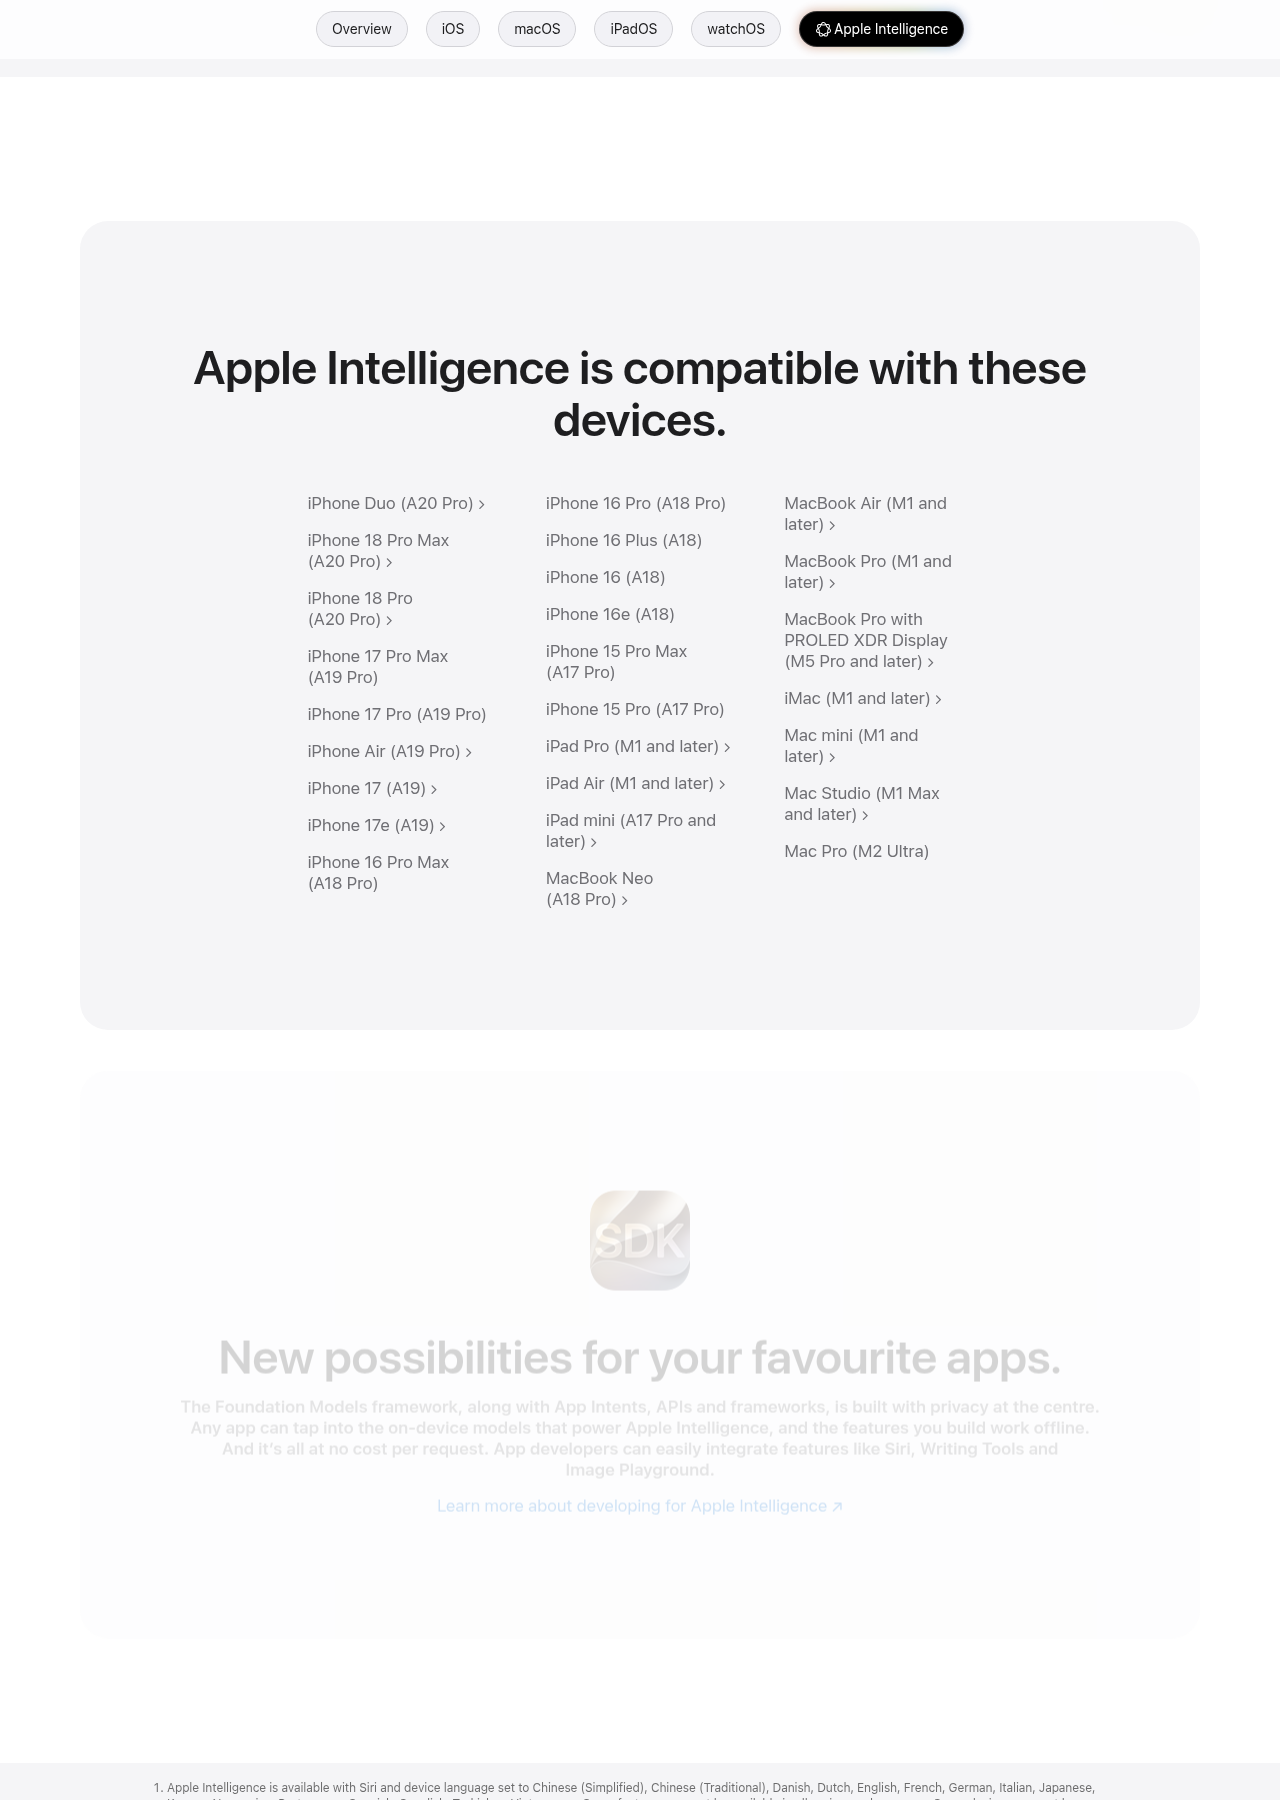 Overview
iOS
macOS
iPadOS
watchOS
Apple Intelligence
Apple Intelligence is compatible with these
devices.
iPhone Duo (A20 Pro) ›
iPhone 18 Pro Max
(A20 Pro) ›
iPhone 18 Pro
(A20 Pro) ›
iPhone 17 Pro Max
(A19 Pro)
iPhone 17 Pro (A19 Pro)
iPhone Air (A19 Pro) ›
iPhone 17 (A19) ›
iPhone 17e (A19) ›
iPhone 16 Pro Max
(A18 Pro)
iPhone 16 Pro (A18 Pro)
iPhone 16 Plus (A18)
iPhone 16 (A18)
iPhone 16e (A18)
iPhone 15 Pro Max
(A17 Pro)
iPhone 15 Pro (A17 Pro)
iPad Pro (M1 and later) ›
iPad Air (M1 and later) ›
iPad mini (A17 Pro and
later) ›
MacBook Neo
(A18 Pro) ›
MacBook Air (M1 and
later) ›
MacBook Pro (M1 and
later) ›
MacBook Pro with
PROLED XDR Display
(M5 Pro and later) ›
iMac (M1 and later) ›
Mac mini (M1 and
later) ›
Mac Studio (M1 Max
and later) ›
Mac Pro (M2 Ultra)
SDK
New possibilities for your favourite apps.
The Foundation Models framework, along with App Intents, APIs and frameworks, is built with privacy at the centre.
Any app can tap into the on-device models that power Apple Intelligence, and the features you build work offline.
And it's all at no cost per request. App developers can easily integrate features like Siri, Writing Tools and
Image Playground.
Learn more about developing for Apple Intelligence ↗
1. Apple Intelligence is available with Siri and device language set to Chinese (Simplified), Chinese (Traditional), Danish, Dutch, English, French, German, Italian, Japanese,